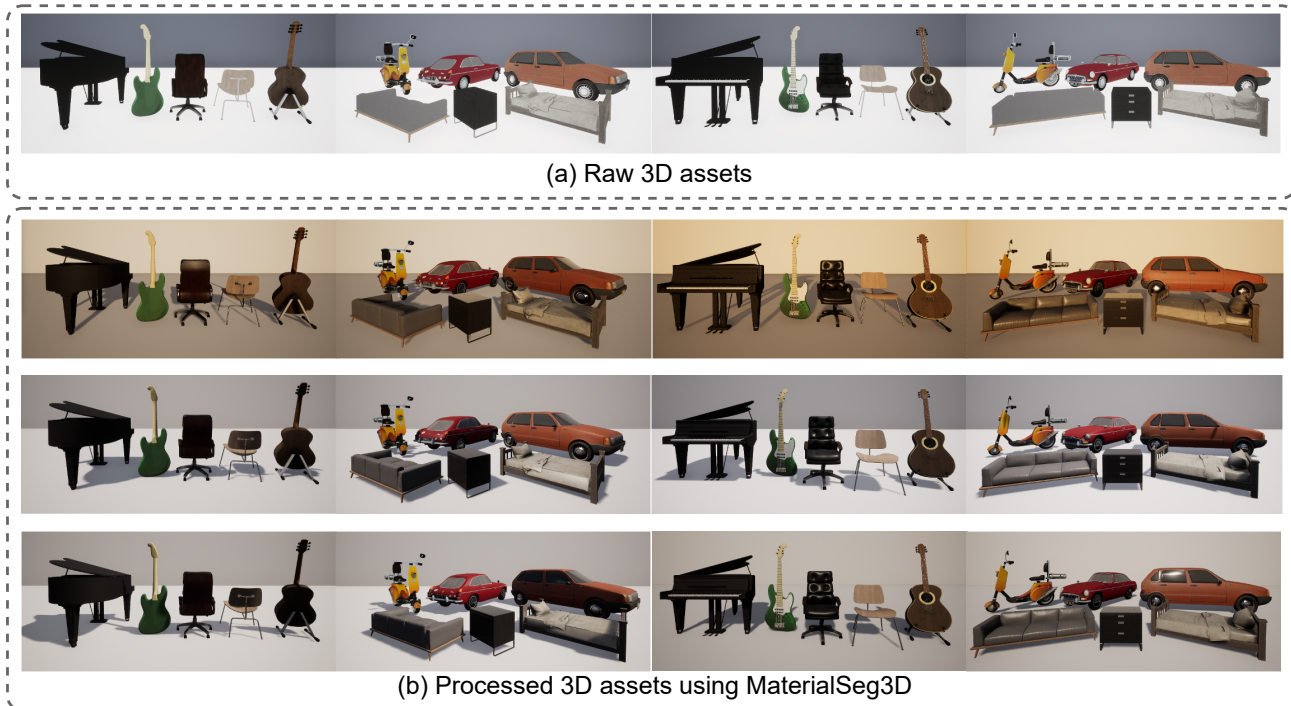 (a) Raw 3D assets
(b) Processed 3D assets using MaterialSeg3D